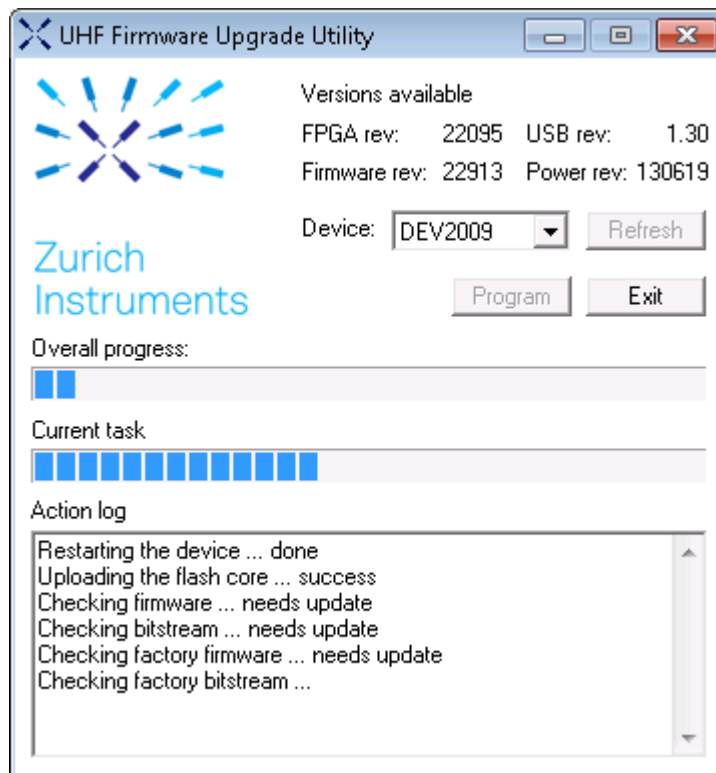 UHF Firmware Upgrade Utility
Versions available
FPGA rev: 22095 USB rev: 1.30
Firmware rev: 22913 Power rev: 130619
Device: DEV2009 Refresh
Zurich
Instruments
Program Exit
Overall progress:
Current task
Action log
Restarting the device ... done
Uploading the flash core ... success
Checking firmware ... needs update
Checking bitstream ... needs update
Checking factory firmware ... needs update
Checking factory bitstream ...